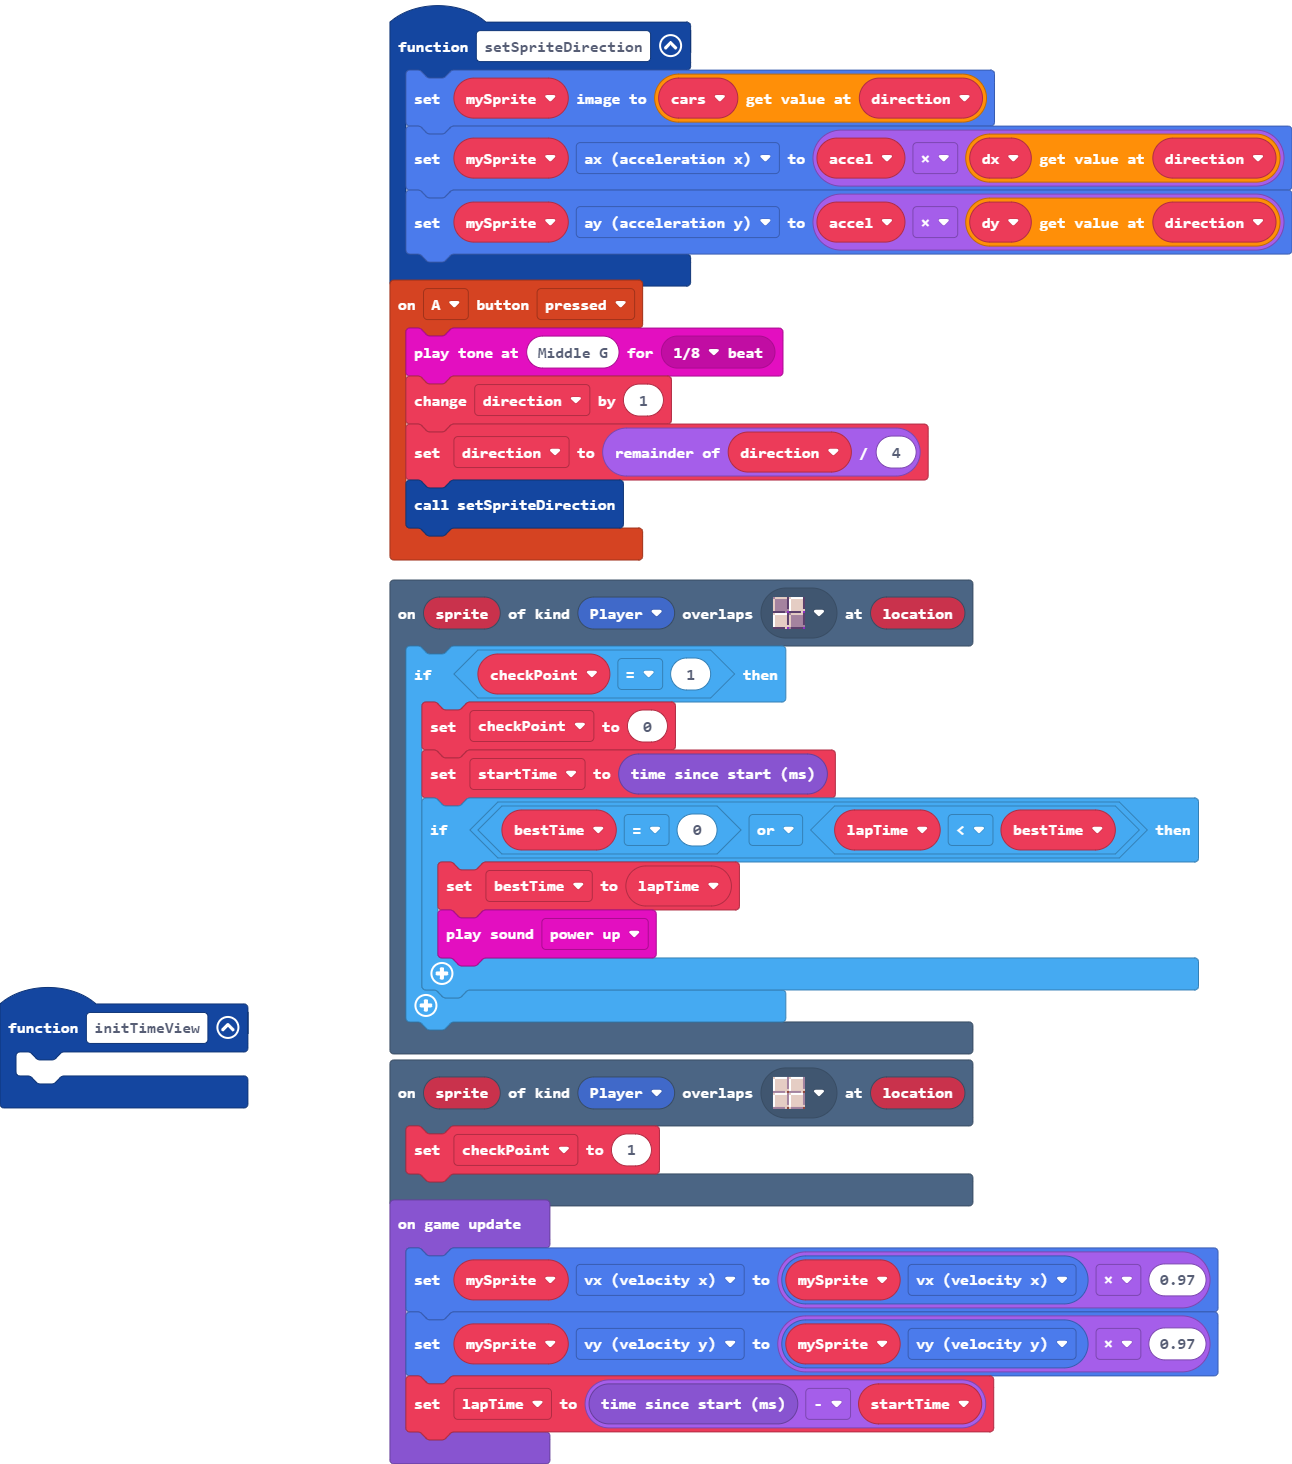 function setSpriteDirection
set mySprite image to cars get value at direction
set mySprite ax (acceleration x) to accel × dx get value at direction
set mySprite ay (acceleration y) to accel × dy get value at direction
on A button pressed
play tone at Middle G for 1/8 beat
change direction by 1
set direction to remainder of direction / 4
call setSpriteDirection
on sprite of kind Player overlaps at location
if checkPoint = 1 then
set checkPoint to 0
set startTime to time since start (ms)
if bestTime = 0 or lapTime < bestTime then
set bestTime to lapTime
play sound power up
function initTimeView
on sprite of kind Player overlaps at location
set checkPoint to 1
on game update
set mySprite vx (velocity x) to mySprite vx (velocity x) × 0.97
set mySprite vy (velocity y) to mySprite vy (velocity y) × 0.97
set lapTime to time since start (ms) - startTime